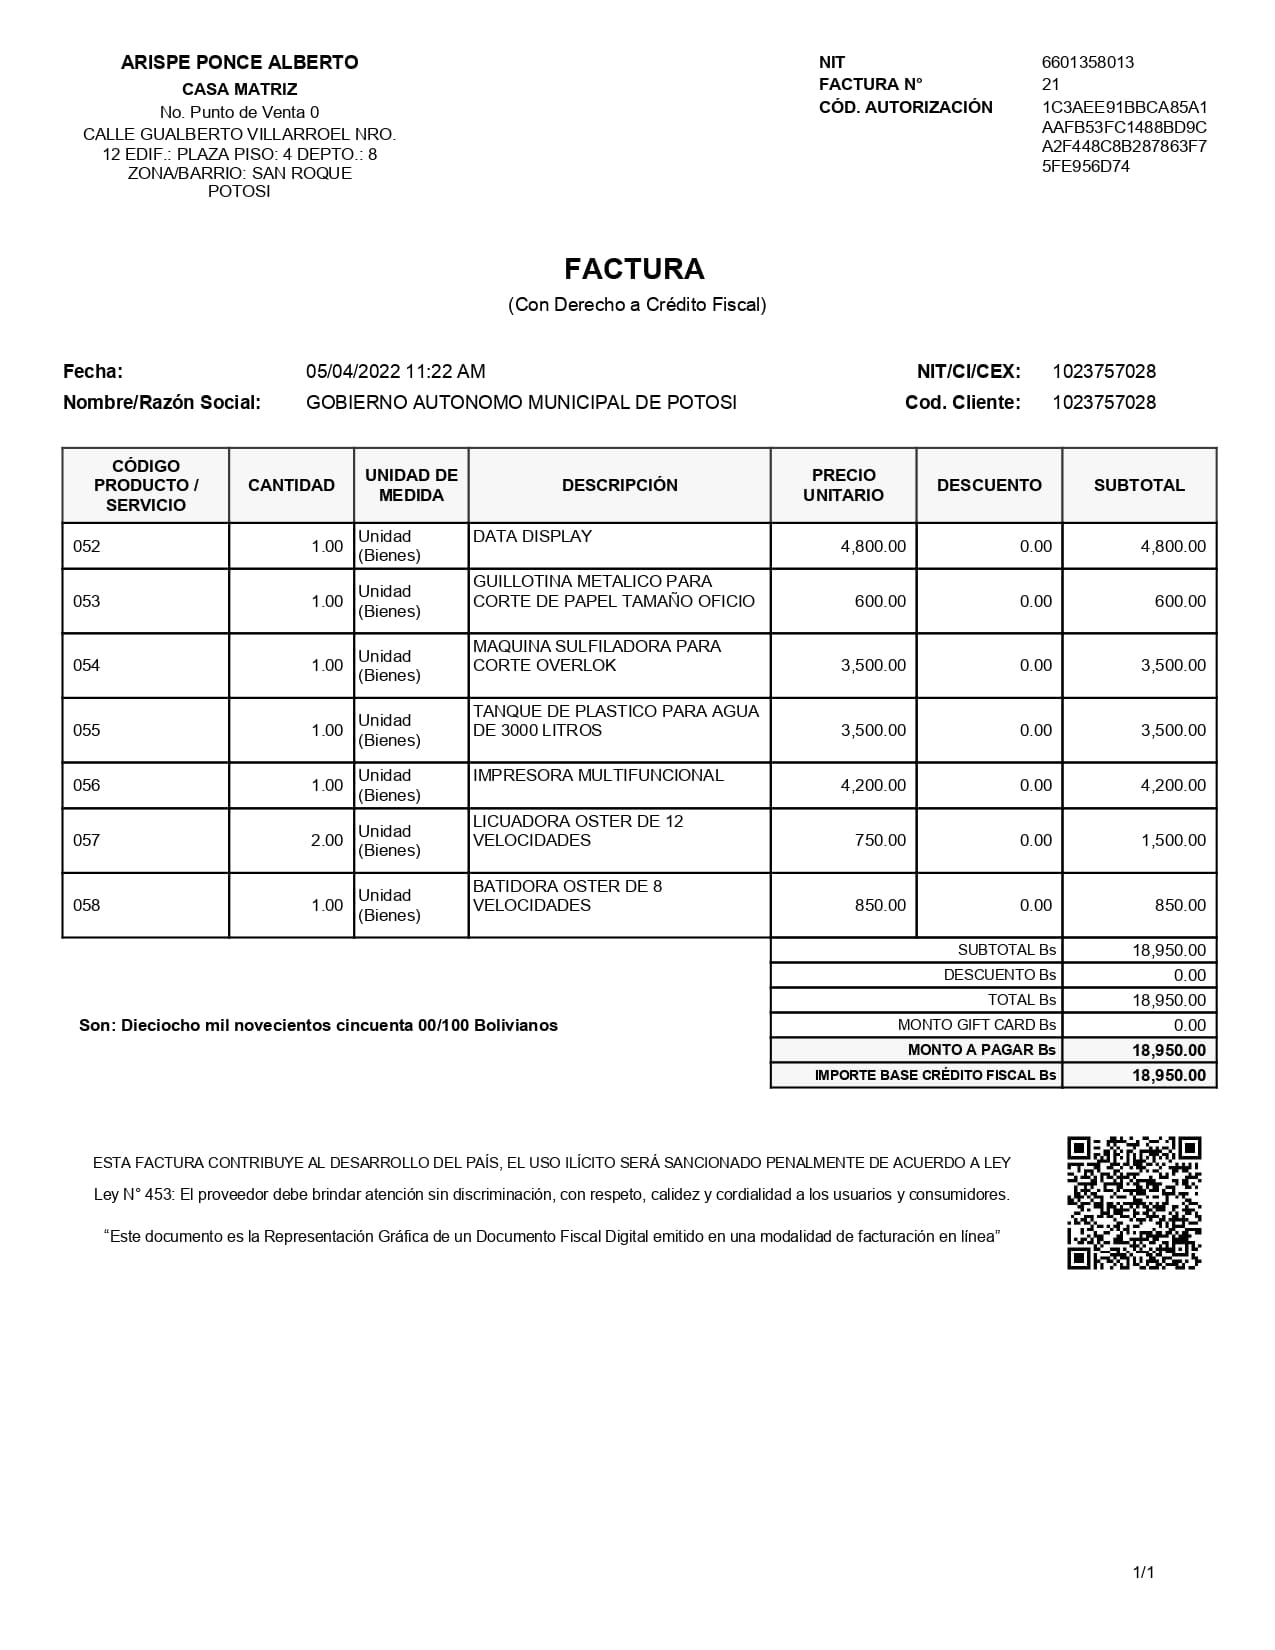 ARISPE PONCE ALBERTO
CASA MATRIZ
No. Punto de Venta 0
CALLE GUALBERTO VILLARROEL NRO.
12 EDIF.: PLAZA PISO: 4 DEPTO.: 8
ZONA/BARRIO: SAN ROQUE
POTOSI
NIT 6601358013
FACTURA N° 21
CÓD. AUTORIZACIÓN 1C3AEE91BBCA85A1
AAFB53FC1488BD9C
A2F448C8B287863F7
5FE956D74
FACTURA
(Con Derecho a Crédito Fiscal)
Fecha: 05/04/2022 11:22 AM NIT/CI/CEX: 1023757028
Nombre/Razón Social: GOBIERNO AUTONOMO MUNICIPAL DE POTOSI Cod. Cliente: 1023757028
CÓDIGO PRODUCTO / SERVICIO CANTIDAD UNIDAD DE MEDIDA DESCRIPCIÓN PRECIO UNITARIO DESCUENTO SUBTOTAL
052 1.00 Unidad (Bienes) DATA DISPLAY 4,800.00 0.00 4,800.00
053 1.00 Unidad (Bienes) GUILLOTINA METALICO PARA CORTE DE PAPEL TAMAÑO OFICIO 600.00 0.00 600.00
054 1.00 Unidad (Bienes) MAQUINA SULFILADORA PARA CORTE OVERLOK 3,500.00 0.00 3,500.00
055 1.00 Unidad (Bienes) TANQUE DE PLASTICO PARA AGUA DE 3000 LITROS 3,500.00 0.00 3,500.00
056 1.00 Unidad (Bienes) IMPRESORA MULTIFUNCIONAL 4,200.00 0.00 4,200.00
057 2.00 Unidad (Bienes) LICUADORA OSTER DE 12 VELOCIDADES 750.00 0.00 1,500.00
058 1.00 Unidad (Bienes) BATIDORA OSTER DE 8 VELOCIDADES 850.00 0.00 850.00
SUBTOTAL Bs 18,950.00
DESCUENTO Bs 0.00
TOTAL Bs 18,950.00
Son: Dieciocho mil novecientos cincuenta 00/100 Bolivianos MONTO GIFT CARD Bs 0.00
MONTO A PAGAR Bs 18,950.00
IMPORTE BASE CRÉDITO FISCAL Bs 18,950.00
ESTA FACTURA CONTRIBUYE AL DESARROLLO DEL PAÍS, EL USO ILÍCITO SERÁ SANCIONADO PENALMENTE DE ACUERDO A LEY
Ley N° 453: El proveedor debe brindar atención sin discriminación, con respeto, calidez y cordialidad a los usuarios y consumidores.
“Este documento es la Representación Gráfica de un Documento Fiscal Digital emitido en una modalidad de facturación en línea”
1/1